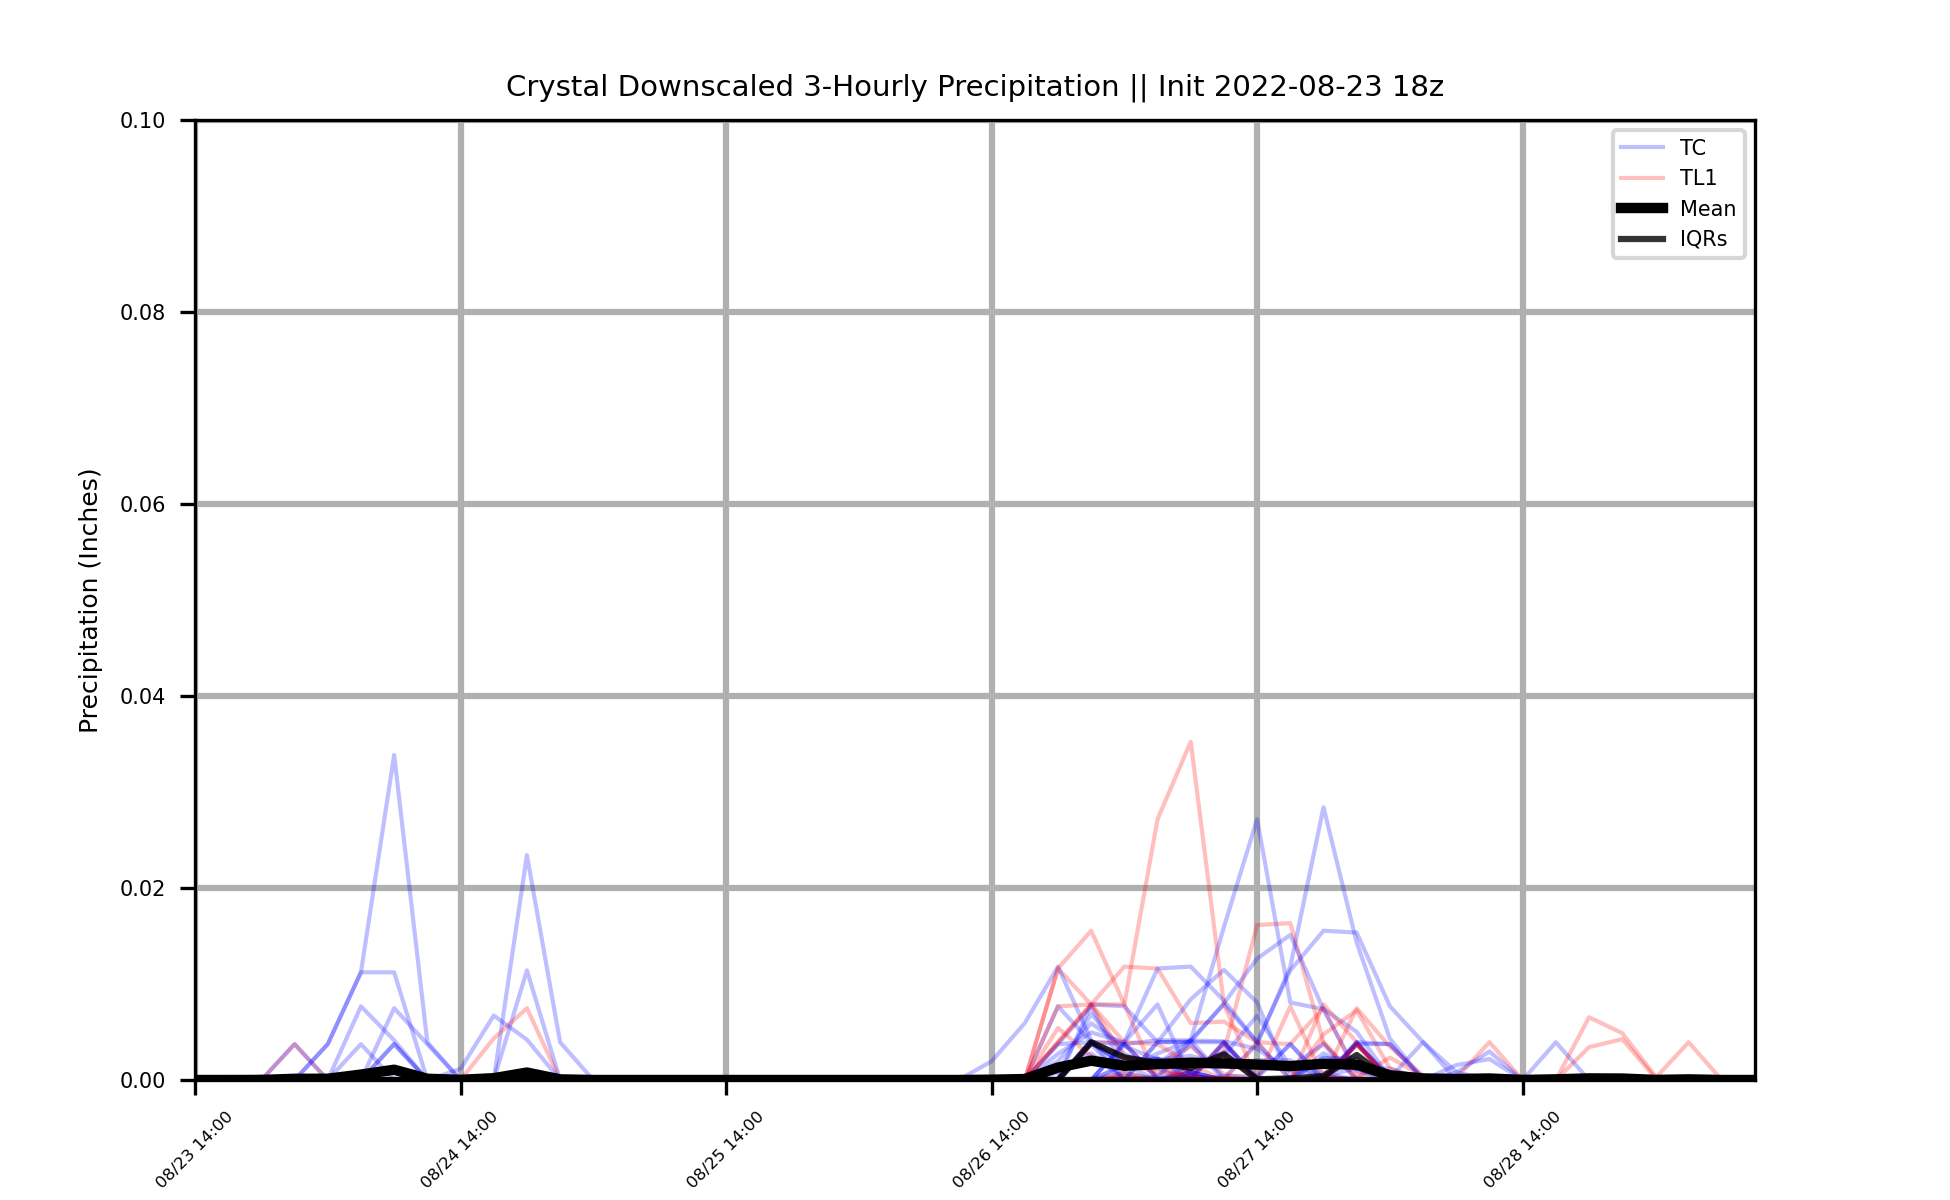 Crystal Downscaled 3-Hourly Precipitation || Init 2022-08-23 18z
TC
TL1
Mean
IQRs
Precipitation (Inches)
0.10
0.08
0.06
0.04
0.02
0.00
08/23 14:00
08/24 14:00
08/25 14:00
08/26 14:00
08/27 14:00
08/28 14:00